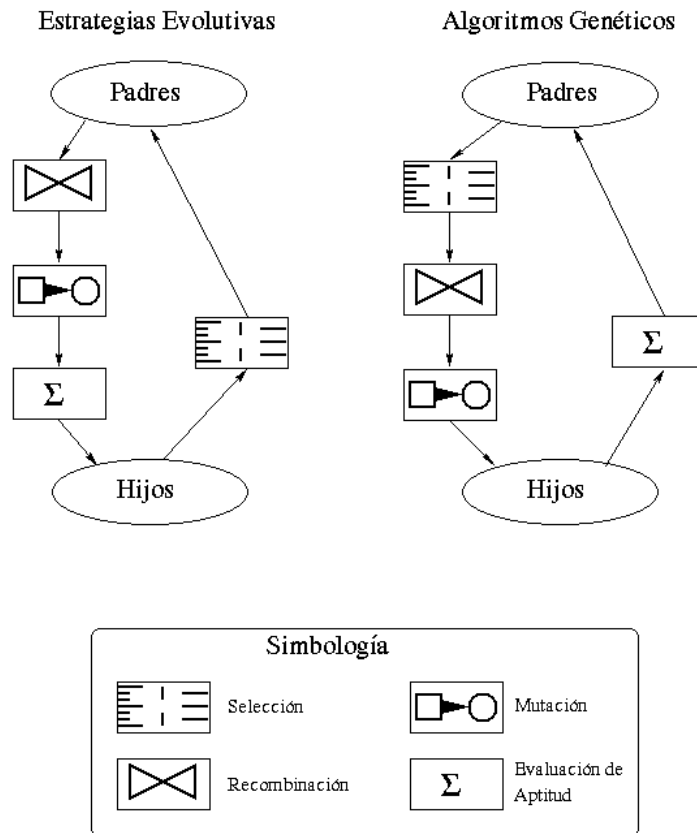 Estrategias Evolutivas
Algoritmos Genéticos
Padres
Padres
Σ
Σ
Hijos
Hijos
Simbología
Selección
Mutación
Recombinación
Σ
Evaluación de
Aptitud